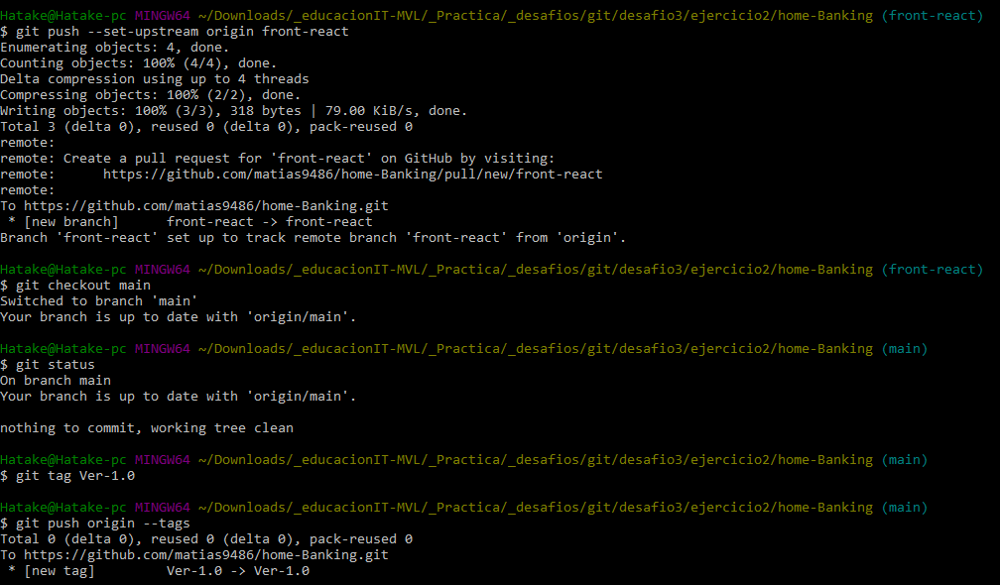 Hatake@Hatake-pc MINGW64 ~/Downloads/_educacionIT-MVL/_Practica/_desafios/git/desafio3/ejercicio2/home-Banking (front-react)
$ git push --set-upstream origin front-react
Enumerating objects: 4, done.
Counting objects: 100% (4/4), done.
Delta compression using up to 4 threads
Compressing objects: 100% (2/2), done.
Writing objects: 100% (3/3), 318 bytes | 79.00 KiB/s, done.
Total 3 (delta 0), reused 0 (delta 0), pack-reused 0
remote:
remote: Create a pull request for 'front-react' on GitHub by visiting:
remote:      https://github.com/matias9486/home-Banking/pull/new/front-react
remote:
To https://github.com/matias9486/home-Banking.git
 * [new branch]      front-react -> front-react
Branch 'front-react' set up to track remote branch 'front-react' from 'origin'.
Hatake@Hatake-pc MINGW64 ~/Downloads/_educacionIT-MVL/_Practica/_desafios/git/desafio3/ejercicio2/home-Banking (front-react)
$ git checkout main
Switched to branch 'main'
Your branch is up to date with 'origin/main'.
Hatake@Hatake-pc MINGW64 ~/Downloads/_educacionIT-MVL/_Practica/_desafios/git/desafio3/ejercicio2/home-Banking (main)
$ git status
On branch main
Your branch is up to date with 'origin/main'.
nothing to commit, working tree clean
Hatake@Hatake-pc MINGW64 ~/Downloads/_educacionIT-MVL/_Practica/_desafios/git/desafio3/ejercicio2/home-Banking (main)
$ git tag Ver-1.0
Hatake@Hatake-pc MINGW64 ~/Downloads/_educacionIT-MVL/_Practica/_desafios/git/desafio3/ejercicio2/home-Banking (main)
$ git push origin --tags
Total 0 (delta 0), reused 0 (delta 0), pack-reused 0
To https://github.com/matias9486/home-Banking.git
 * [new tag]         Ver-1.0 -> Ver-1.0